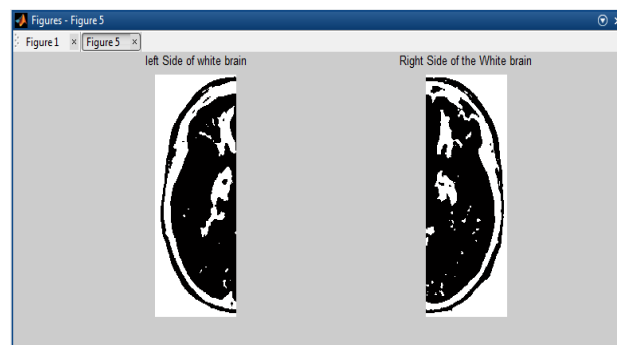 Figures - Figure 5
Figure 1 × Figure 5 ×
left Side of white brain
Right Side of the White brain